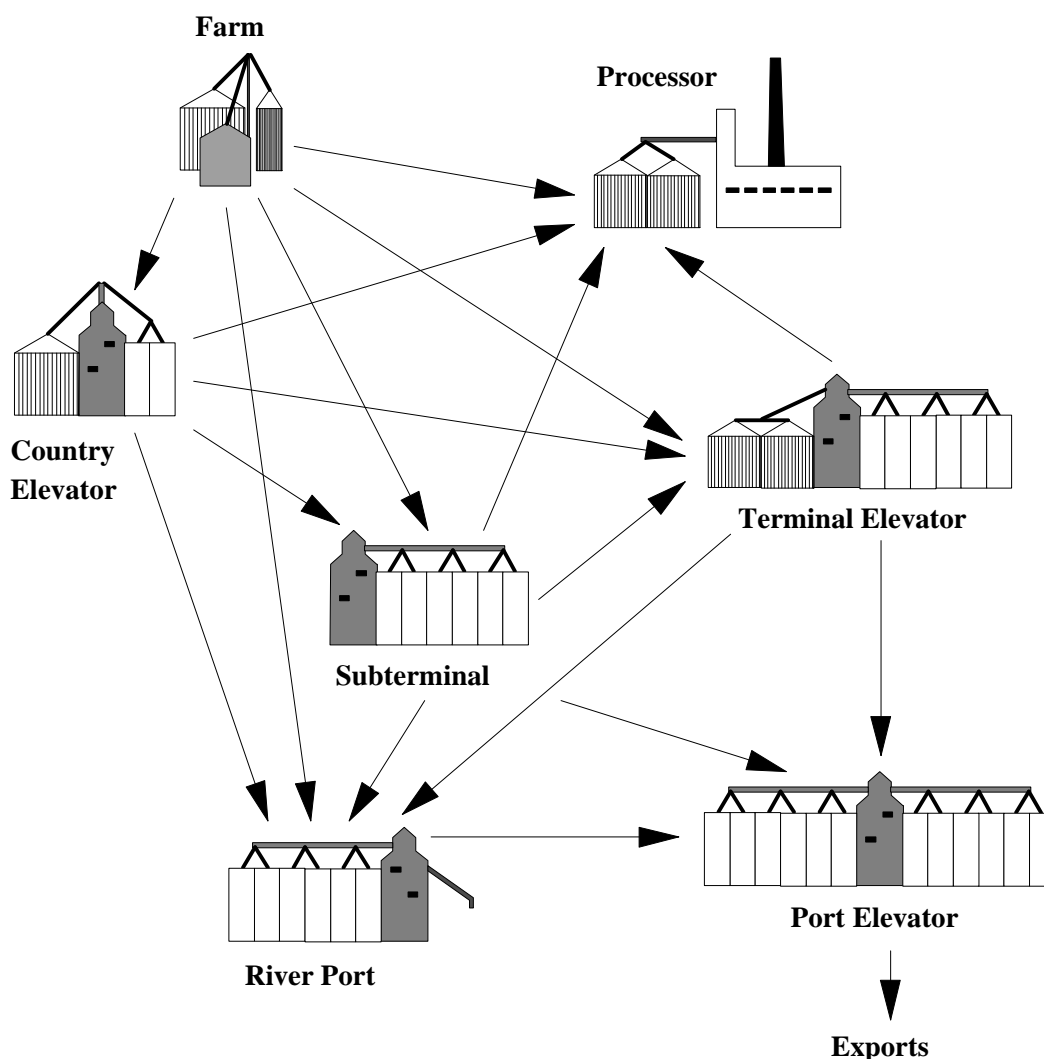 Farm
Processor
Country
Elevator
Terminal Elevator
Subterminal
Port Elevator
River Port
Exports